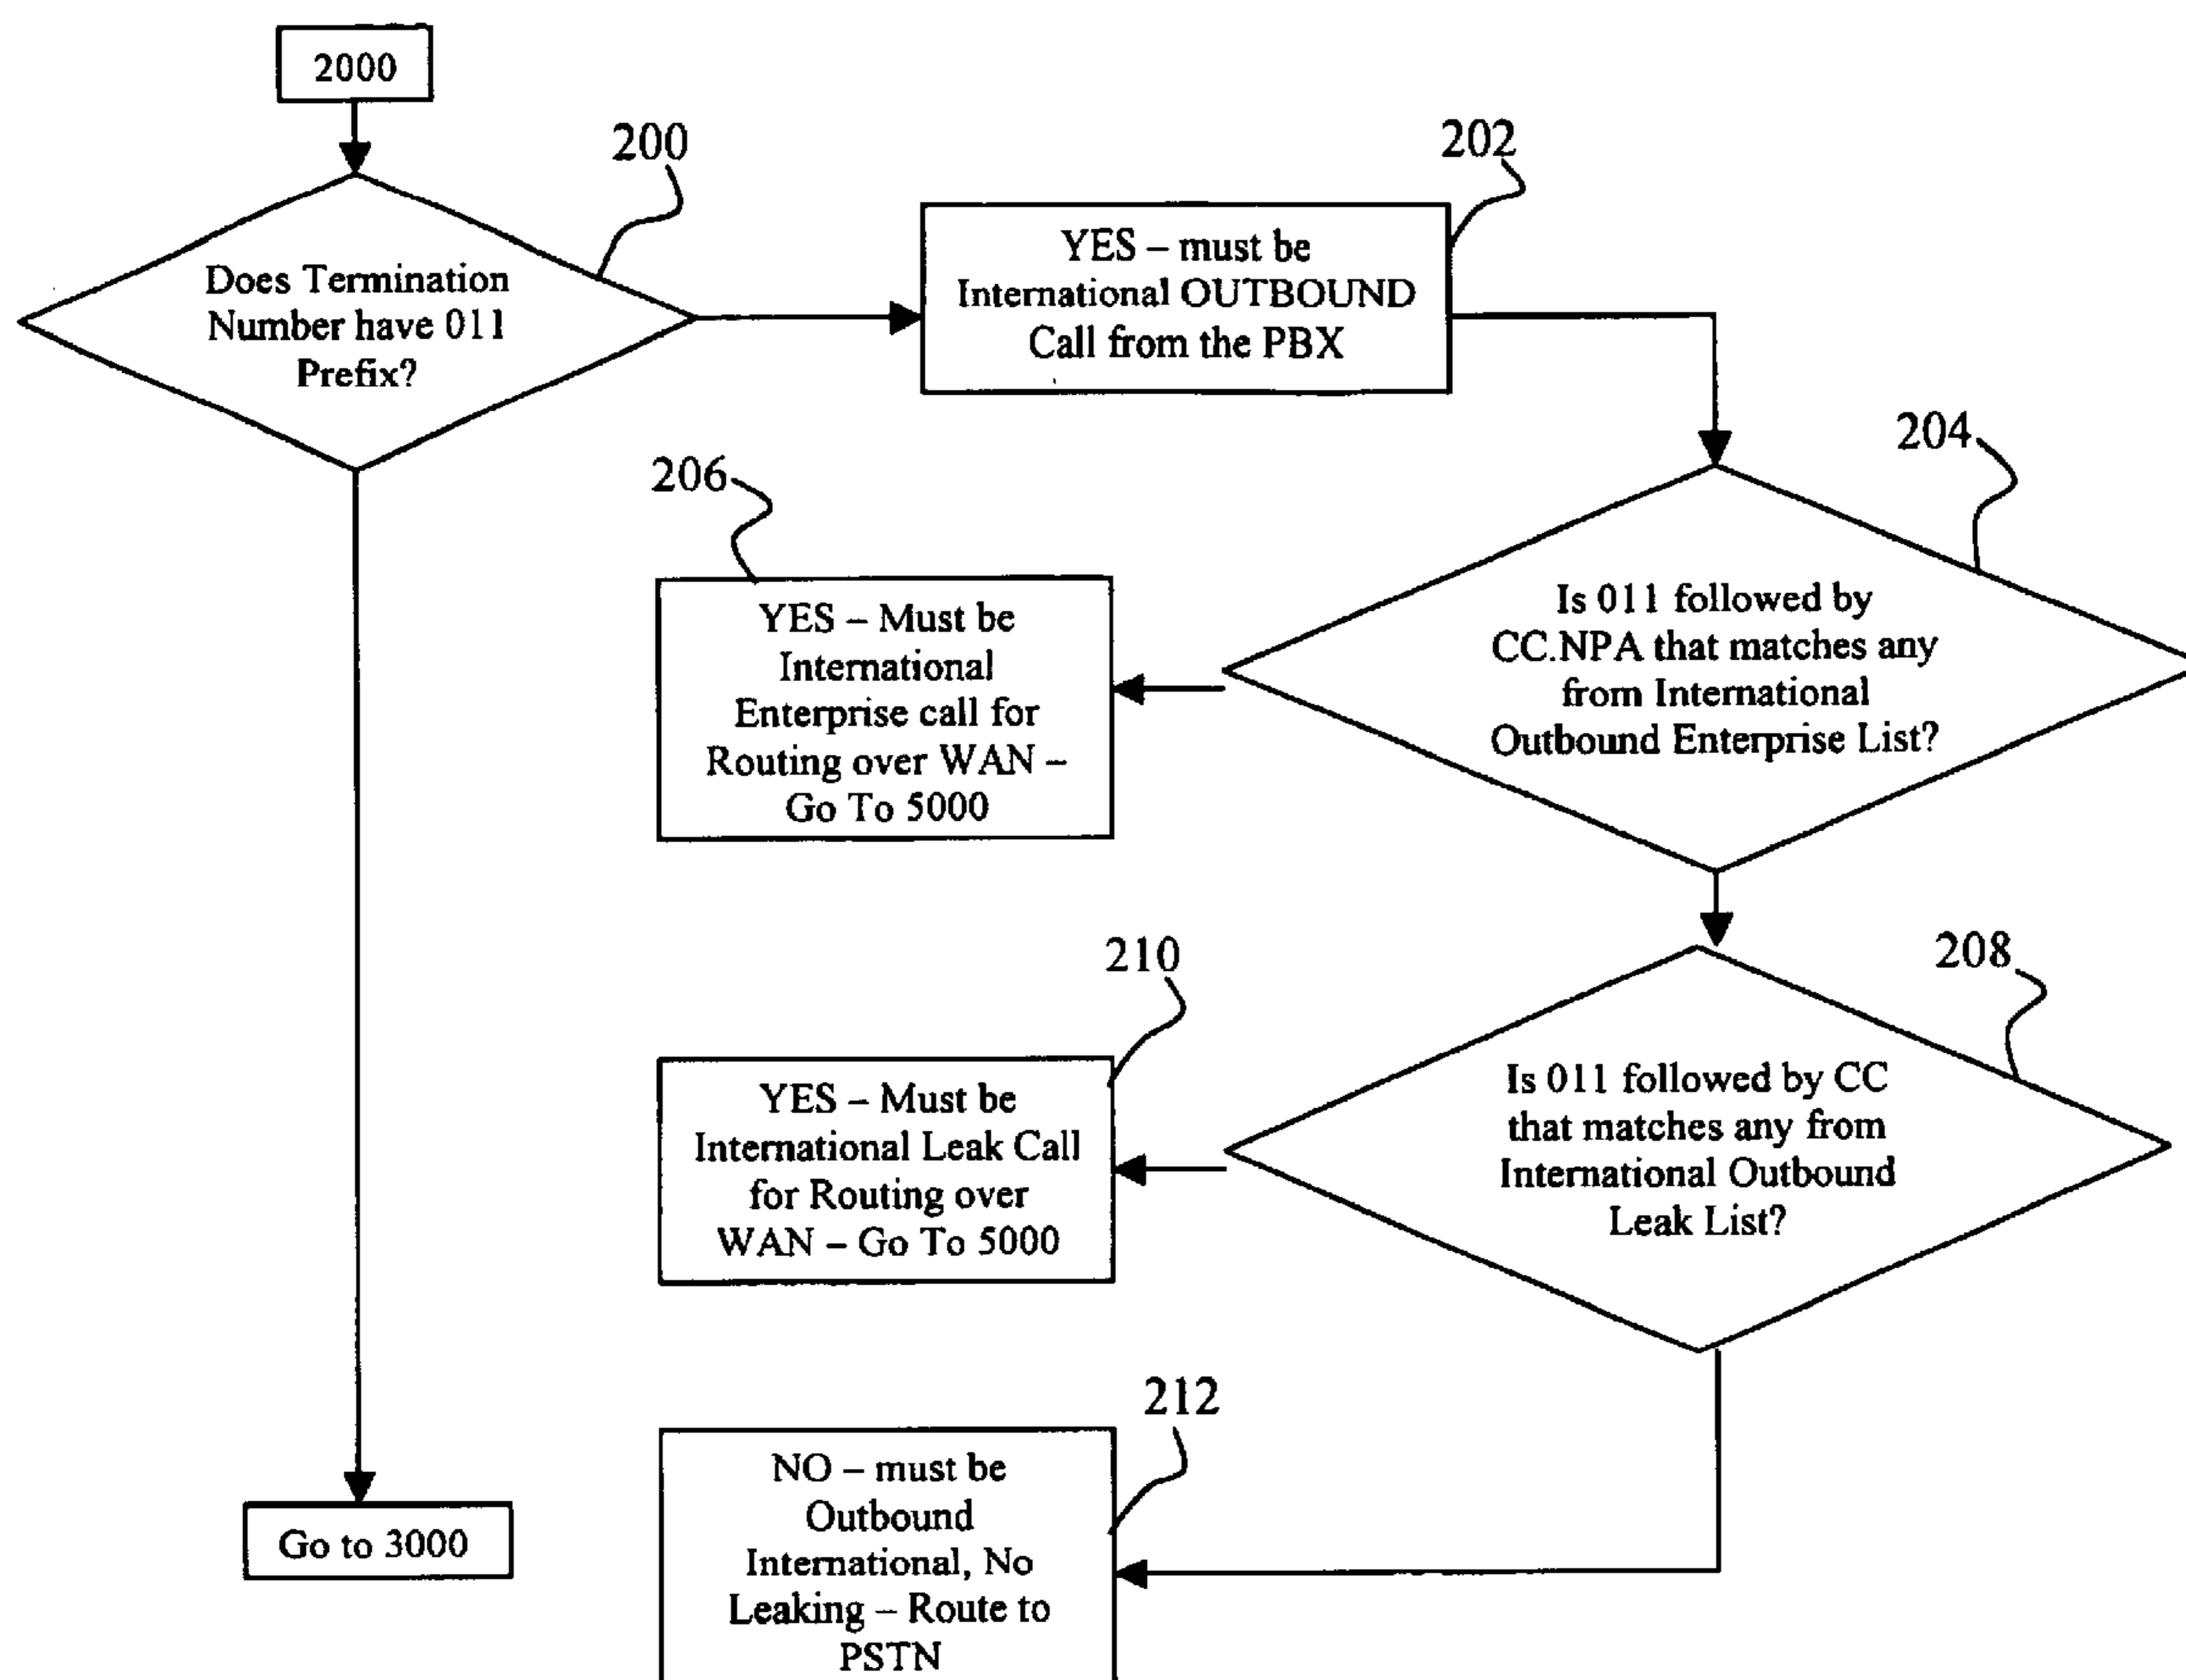 2000
200
Does Termination
Number have 011
Prefix?
202
YES – must be
International OUTBOUND
Call from the PBX
204
Is 011 followed by
CC.NPA that matches any
from International
Outbound Enterprise List?
206
YES – Must be
International
Enterprise call for
Routing over WAN –
Go To 5000
208
Is 011 followed by CC
that matches any from
International Outbound
Leak List?
210
YES – Must be
International Leak Call
for Routing over
WAN – Go To 5000
212
NO – must be
Outbound
International, No
Leaking – Route to
PSTN
Go to 3000